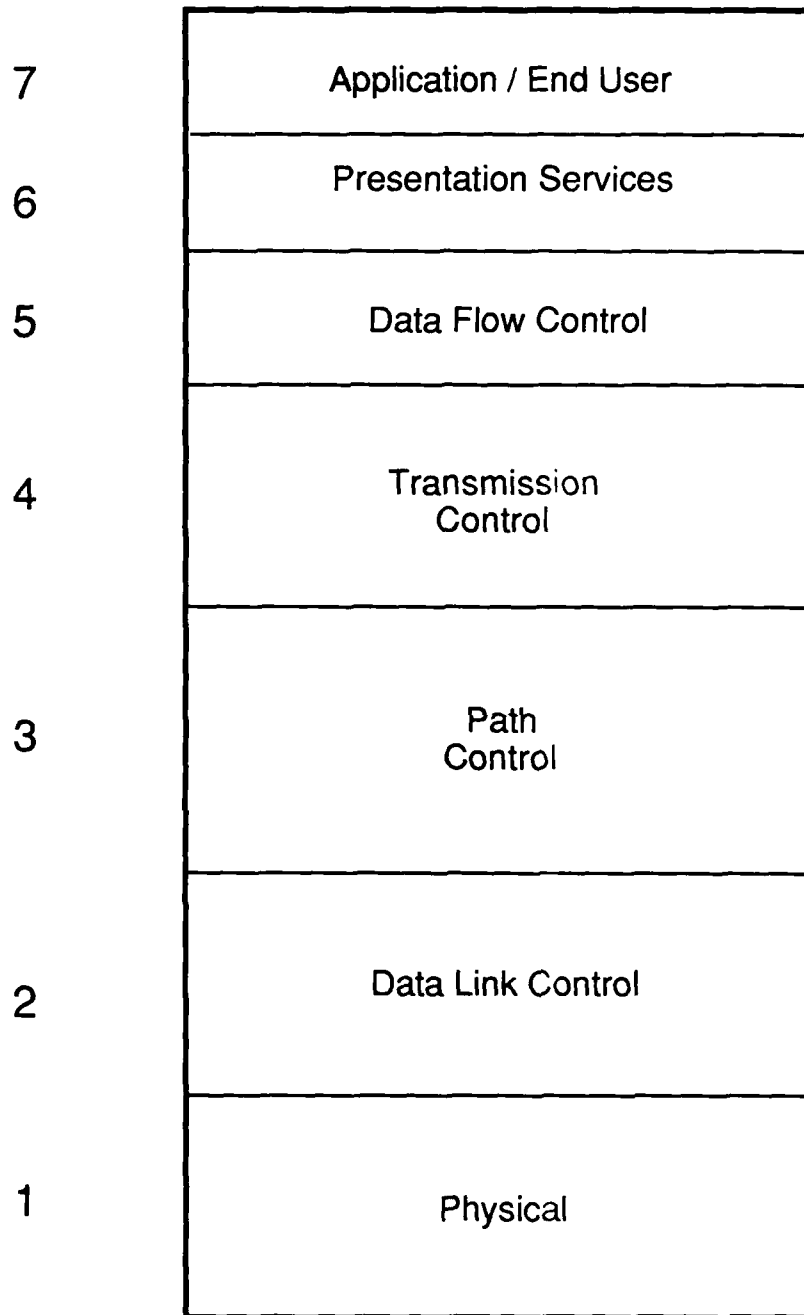 7 Application / End User
6 Presentation Services
5 Data Flow Control
4 Transmission
Control
3 Path
Control
2 Data Link Control
1 Physical